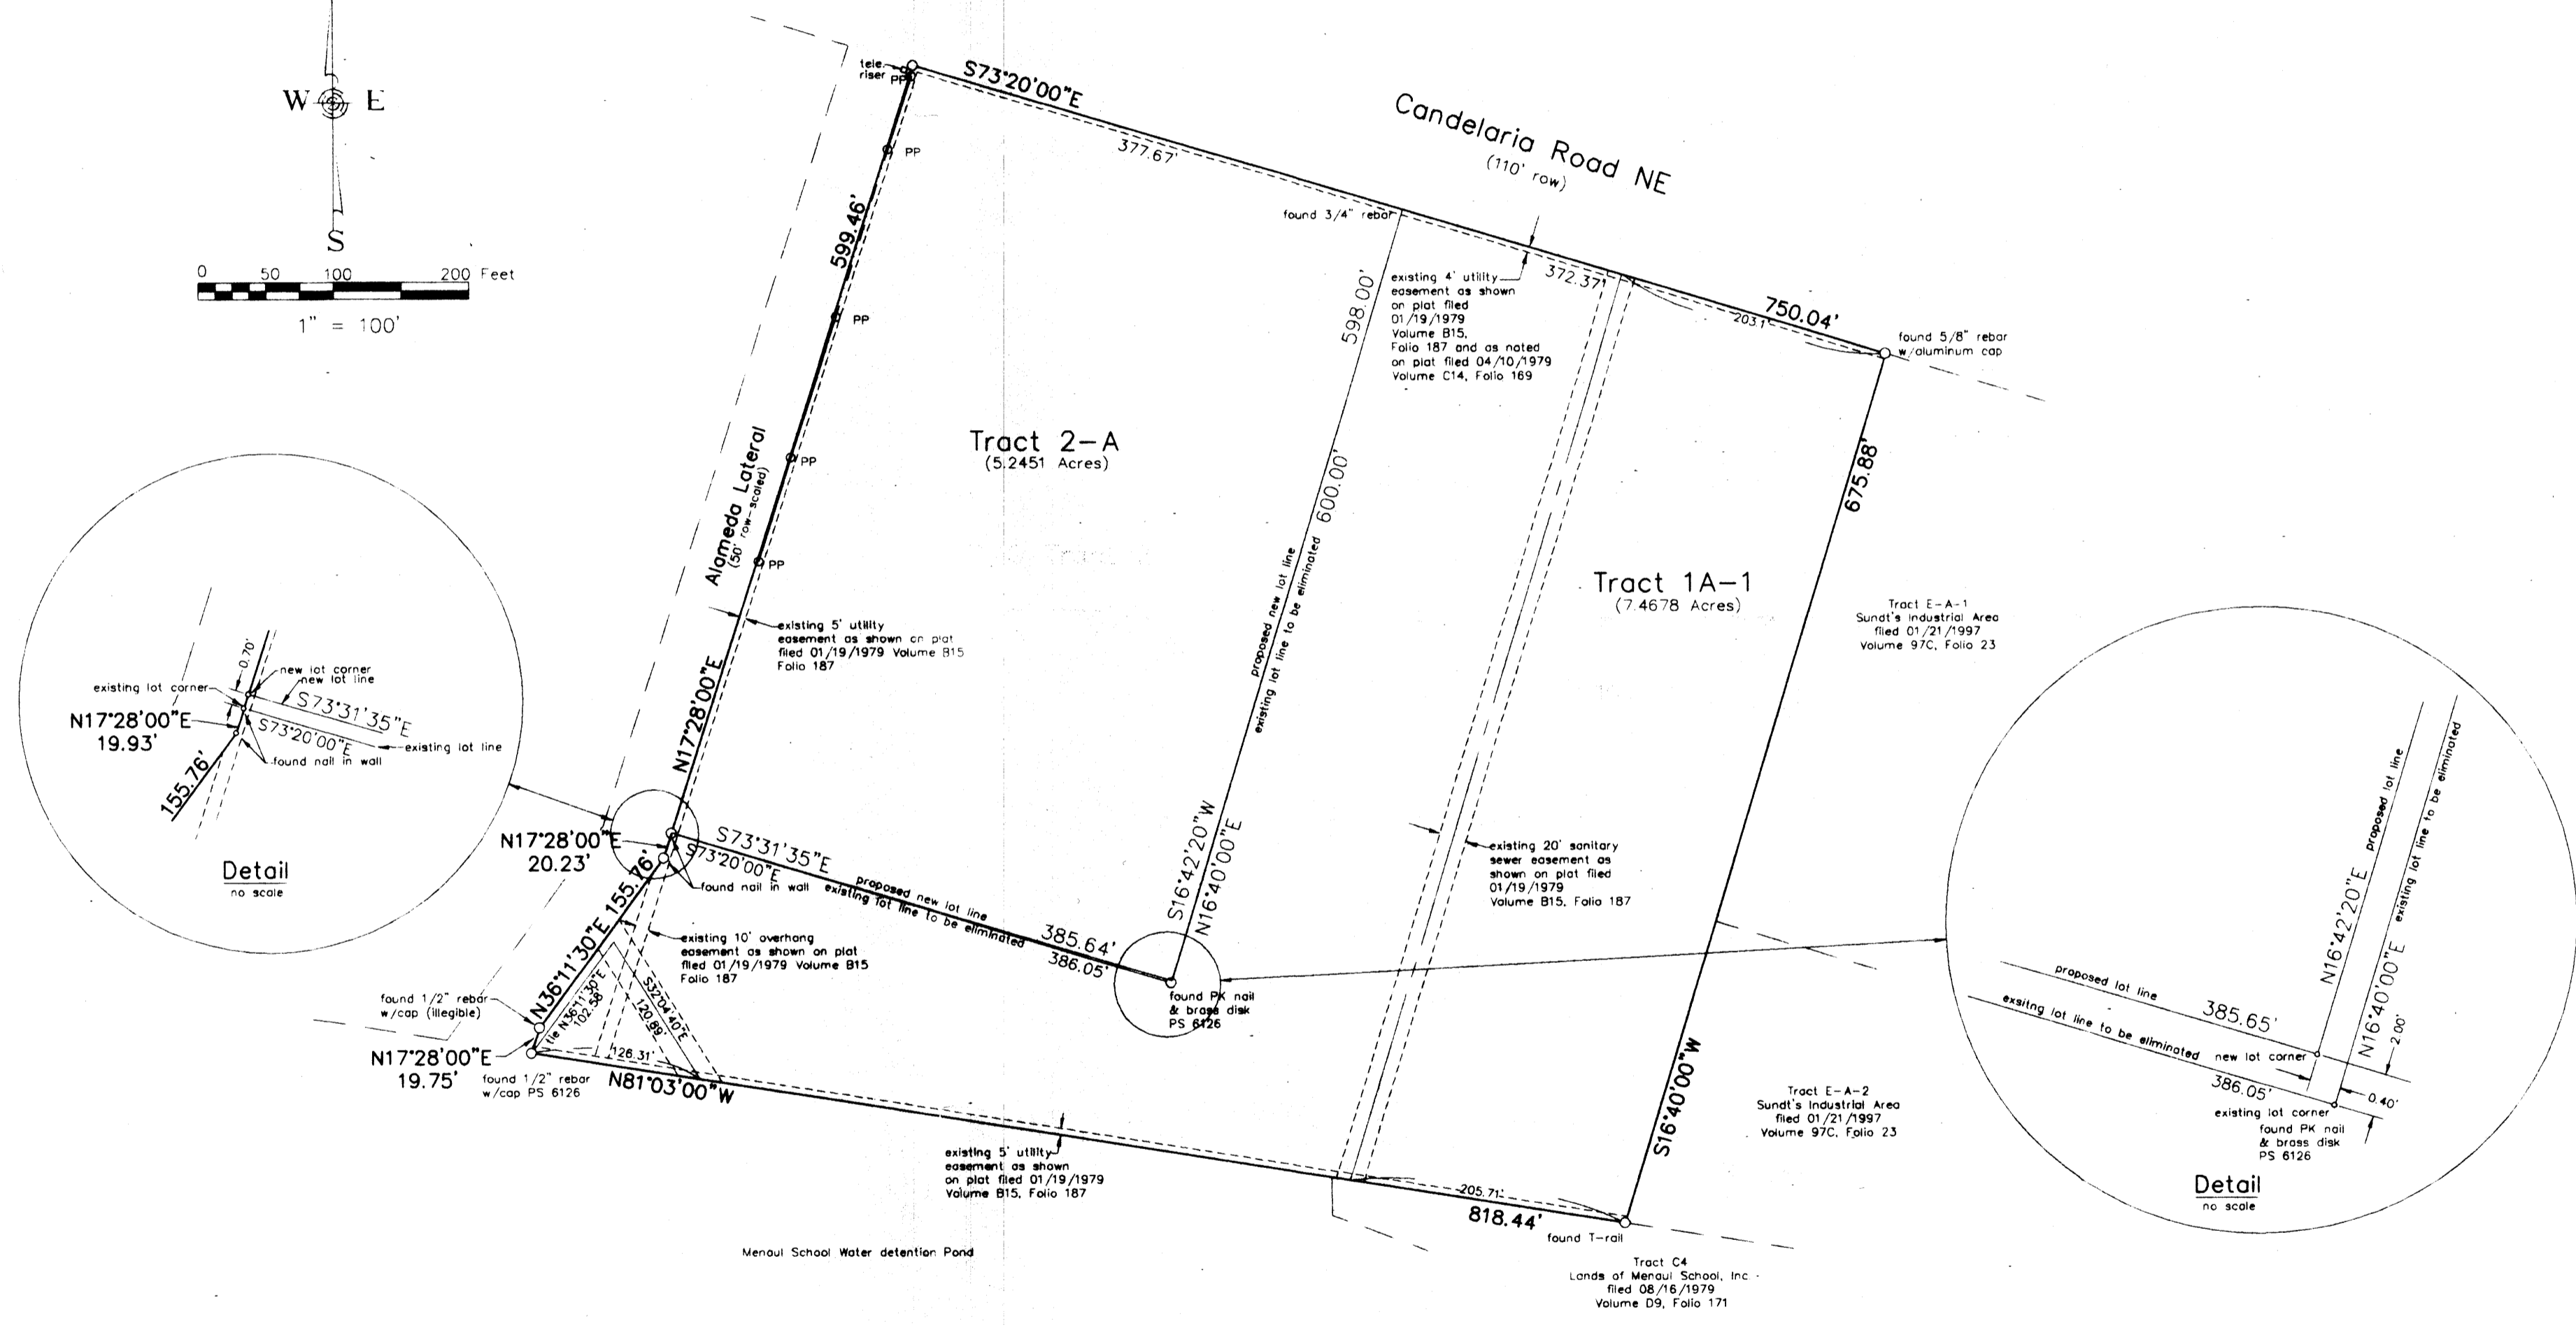 W E
S
0 50 100 200 Feet
1" = 100'
tele.
riser
PP
PP
PP
PP
PP
S73°20'00"E
377.67'
Candelaria Road NE
(110' row)
found 3/4" rebar
372.37'
750.04'
203.1'
found 5/8" rebar
w/aluminum cap
599.46'
598.00'
existing 4' utility
easement as shown
on plat filed
01/19/1979
Volume B15,
Folio 187 and as noted
on plat filed 04/10/1979
Volume C14, Folio 169
Tract 2-A
(5.2451 Acres)
Alameda Lateral
(50' row-scaled)
600.00'
proposed new lot line
existing lot line to be eliminated
675.88'
Tract 1A-1
(7.4678 Acres)
Tract E-A-1
Sundt's Industrial Area
filed 01/21/1997
Volume 97C, Folio 23
existing 5' utility
easement as shown on plat
filed 01/19/1979 Volume B15
Folio 187
N17°28'00"E
0.70'
new lot corner
new lot line
existing lot corner
S73°31'35"E
N17°28'00"E
19.93'
S73°20'00"E
existing lot line
found nail in wall
155.76'
Detail
no scale
N17°28'00"E
20.23'
S73°31'35"E
S73°20'00"E
found nail in wall
proposed new lot line
existing lot line to be eliminated
385.64'
386.05'
S16°42'20"W
N16°40'00"E
existing 20' sanitary
sewer easement as
shown on plat filed
01/19/1979
Volume B15, Folio 187
N36°11'30"E 155.76'
existing 10' overhang
easement as shown on plat
filed 01/19/1979 Volume B15
Folio 187
found 1/2" rebar
w/cap (illegible)
tie N36°11'30"E
102.58'
S32°04'40"E
120.89'
126.31'
found PK nail
& brass disk
PS 6126
N17°28'00"E
19.75'
found 1/2" rebar
w/cap PS 6126
N81°03'00"W
S16°40'00"W
Tract E-A-2
Sundt's Industrial Area
filed 01/21/1997
Volume 97C, Folio 23
existing 5' utility
easement as shown
on plat filed 01/19/1979
Volume B15, Folio 187
205.71'
818.44'
found T-rail
Menaul School Water detention Pond
Tract C4
Lands of Menaul School, Inc
filed 08/16/1979
Volume D9, Folio 171
proposed lot line
385.65'
exsitng lot line to be eliminated
386.05'
new lot corner
N16°42'20"E proposed lot line
N16°40'00"E existing lot line to be eliminated
2.00'
0.40'
existing lot corner
found PK nail
& brass disk
PS 6126
Detail
no scale